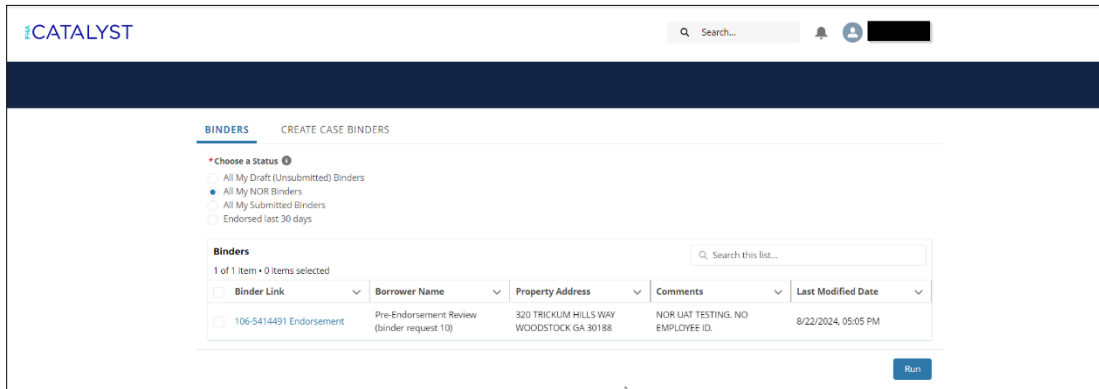 FHA CATALYST
Search...
BINDERS CREATE CASE BINDERS
*Choose a Status
All My Draft (Unsubmitted) Binders
All My NOR Binders
All My Submitted Binders
Endorsed last 30 days
Binders
Search this list...
1 of 1 item • 0 items selected
Binder Link Borrower Name Property Address Comments Last Modified Date
106-5414491 Endorsement Pre-Endorsement Review (binder request 10) 320 TRICKUM HILLS WAY WOODSTOCK GA 30188 NOR UAT TESTING. NO EMPLOYEE ID. 8/22/2024, 05:05 PM
Run